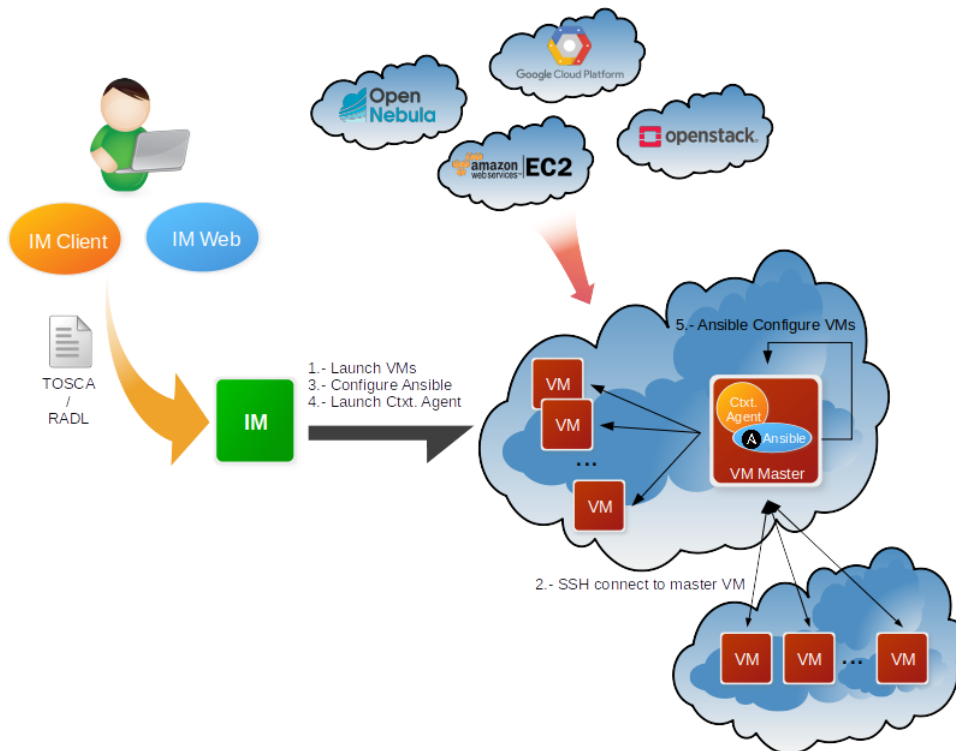 Google Cloud Platform
Open
Nebula
openstack.
amazon
web services™
EC2
IM Client
IM Web
TOSCA
/
RADL
IM
1.- Launch VMs
3.- Configure Ansible
4.- Launch Ctxt. Agent
5.- Ansible Configure VMs
VM
VM
...
VM
Ctxt.
Agent
A Ansible
VM Master
2.- SSH connect to master VM
VM VM ... VM